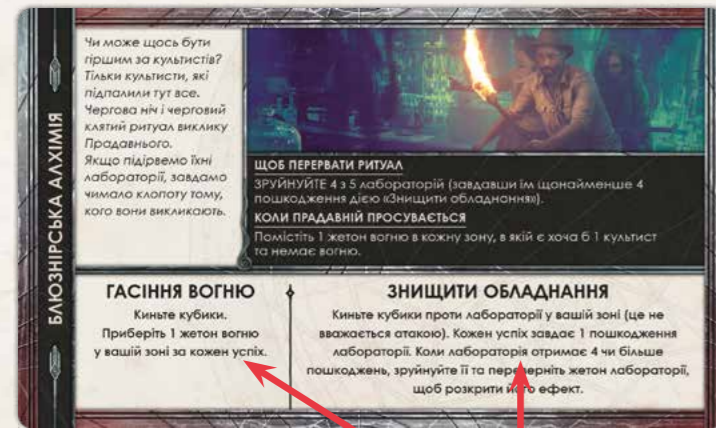 БЛЮЗНІРСЬКА АЛХІМІЯ
Чи може щось бути
гіршим за культистів?
Тільки культисти, які
підпалили тут все.
Чергова ніч і черговий
клятий ритуал виклику
Прадавнього.
Якщо підірвемо їхні
лабораторії, завдамо
чимало клопоту тому,
кого вони викликають.
ЩОБ ПЕРЕРВАТИ РИТУАЛ
ЗРУЙНУЙТЕ 4 з 5 лабораторій (завдавши їм щонайменше 4
пошкодження дією «Знищити обладнання»).
КОЛИ ПРАДАВНІЙ ПРОСУВАЄТЬСЯ
Помістіть 1 жетон вогню в кожну зону, в якій є хоча б 1 культист
та немає вогню.
ГАСІННЯ ВОГНЮ
Киньте кубики.
Приберіть 1 жетон вогню
у вашій зоні за кожен успіх.
ЗНИЩИТИ ОБЛАДНАННЯ
Киньте кубики проти лабораторії у вашій зоні (це не
вважається атакою). Кожен успіх завдає 1 пошкодження
лабораторії. Коли лабораторія отримає 4 чи більше
пошкоджень, зруйнуйте її та переверніть жетон лабораторії,
щоб розкрити його ефект.